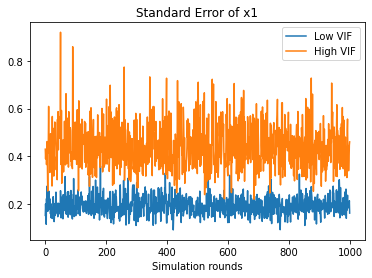 Standard Error of x1
Low VIF
High VIF
0.8
0.6
0.4
0.2
0 200 400 600 800 1000
Simulation rounds